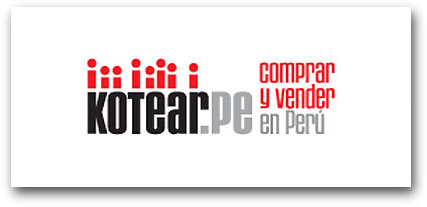 KOTEAR.PE
comprar
y vender
en Perú